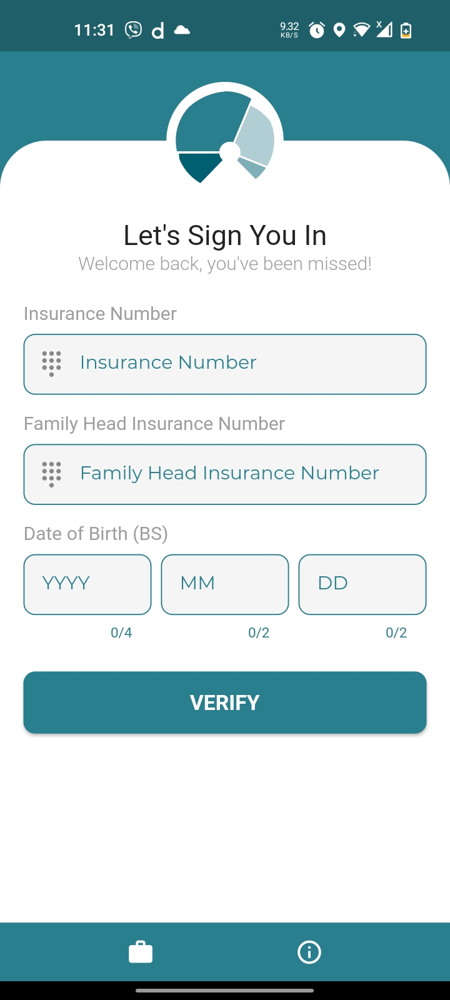 11:31
9.32
KB/S
X
Let's Sign You In
Welcome back, you've been missed!
Insurance Number
Insurance Number
Family Head Insurance Number
Family Head Insurance Number
Date of Birth (BS)
YYYY MM DD
0/4 0/2 0/2
VERIFY